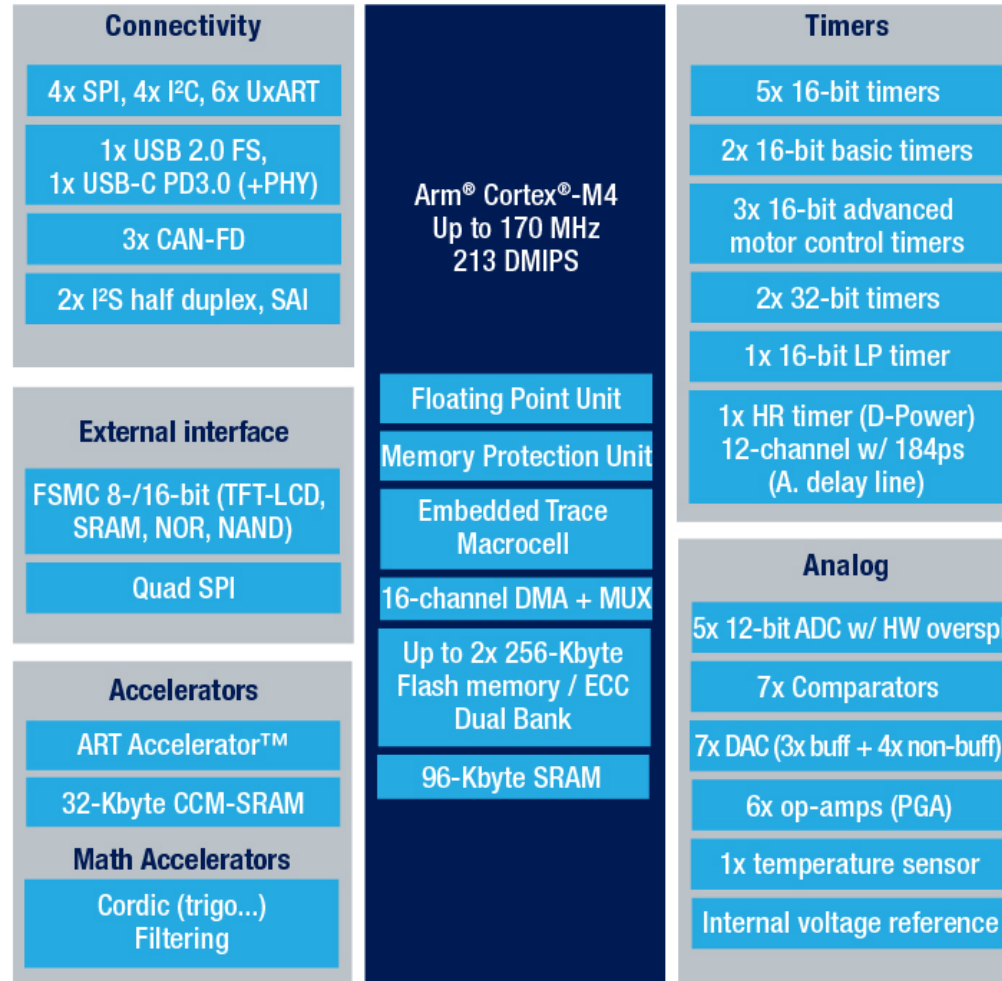 Connectivity
4x SPI, 4x I²C, 6x UxART
1x USB 2.0 FS,
1x USB-C PD3.0 (+PHY)
3x CAN-FD
2x I²S half duplex, SAI
External interface
FSMC 8-/16-bit (TFT-LCD,
SRAM, NOR, NAND)
Quad SPI
Accelerators
ART Accelerator™
32-Kbyte CCM-SRAM
Math Accelerators
Cordic (trigo...)
Filtering
Arm® Cortex®-M4
Up to 170 MHz
213 DMIPS
Floating Point Unit
Memory Protection Unit
Embedded Trace
Macrocell
16-channel DMA + MUX
Up to 2x 256-Kbyte
Flash memory / ECC
Dual Bank
96-Kbyte SRAM
Timers
5x 16-bit timers
2x 16-bit basic timers
3x 16-bit advanced
motor control timers
2x 32-bit timers
1x 16-bit LP timer
1x HR timer (D-Power)
12-channel w/ 184ps
(A. delay line)
Analog
5x 12-bit ADC w/ HW overspl
7x Comparators
7x DAC (3x buff + 4x non-buff)
6x op-amps (PGA)
1x temperature sensor
Internal voltage reference